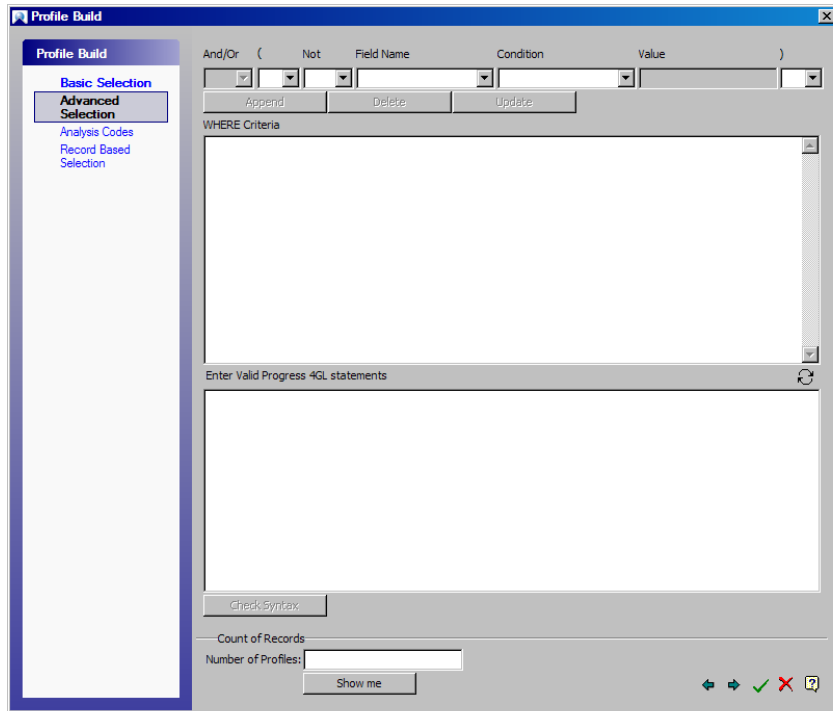 Profile Build
Profile Build
Basic Selection
Advanced
Selection
Analysis Codes
Record Based
Selection
And/Or ( Not Field Name Condition Value )
Append Delete Update
WHERE Criteria
Enter Valid Progress 4GL statements
Check Syntax
Count of Records
Number of Profiles:
Show me